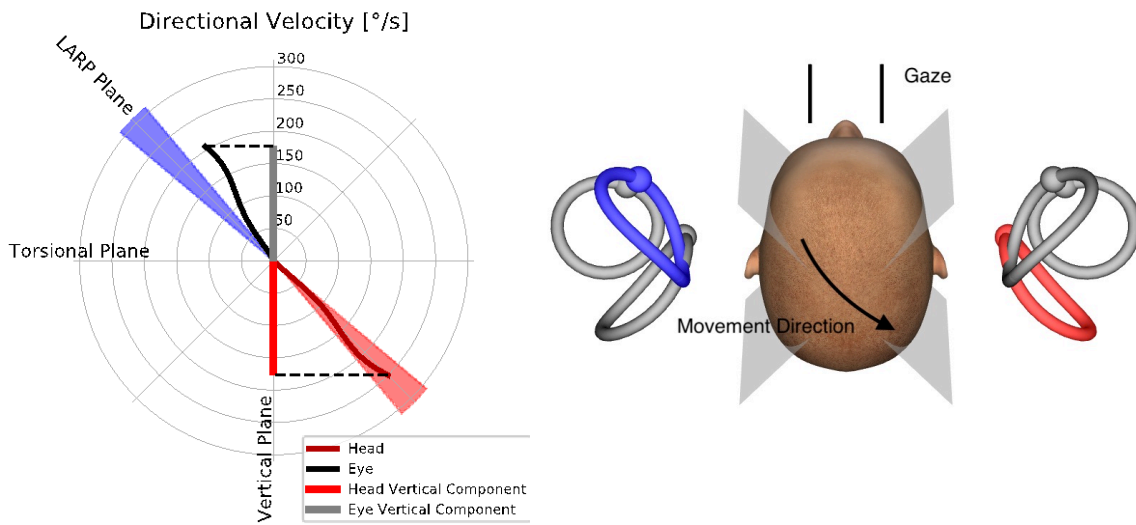 Directional Velocity [°/s]
LARP Plane
300
250
200
150
100
50
Torsional Plane
Vertical Plane
Head
Eye
Head Vertical Component
Eye Vertical Component
Gaze
Movement Direction